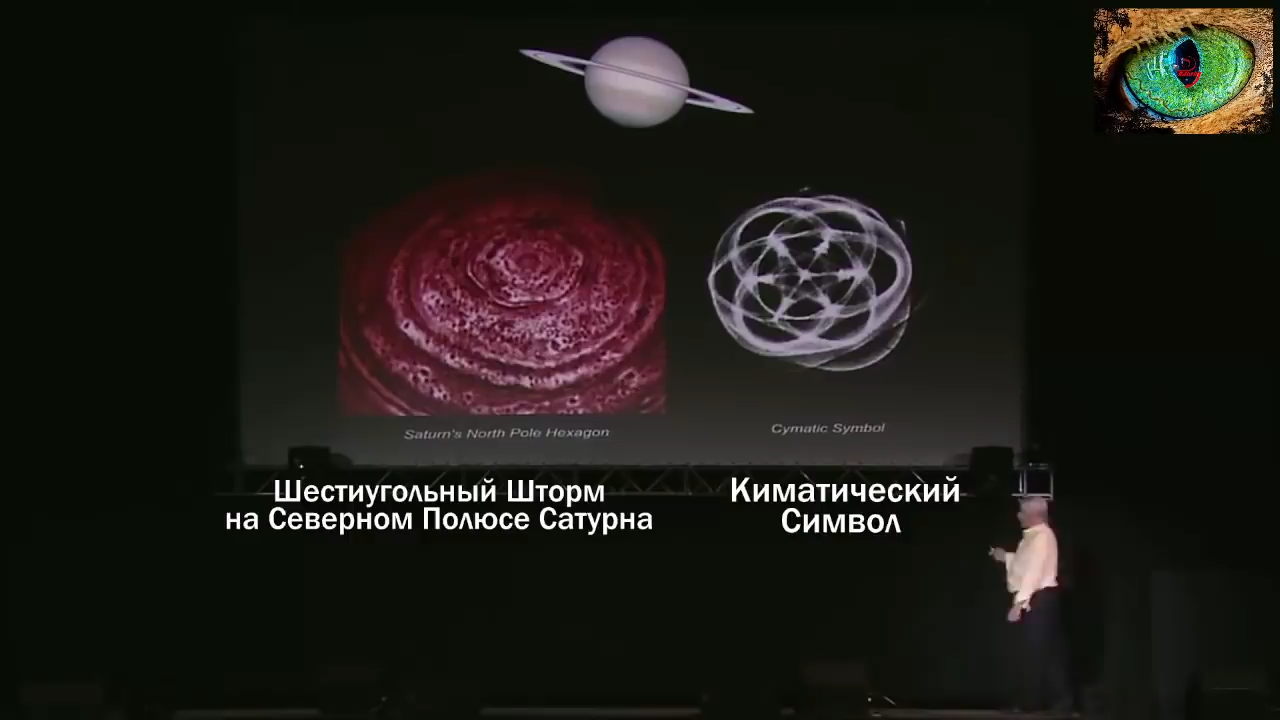 Saturn's North Pole Hexagon
Cymatic Symbol
Шестиугольный Шторм
на Северном Полюсе Сатурна
Киматический
Символ